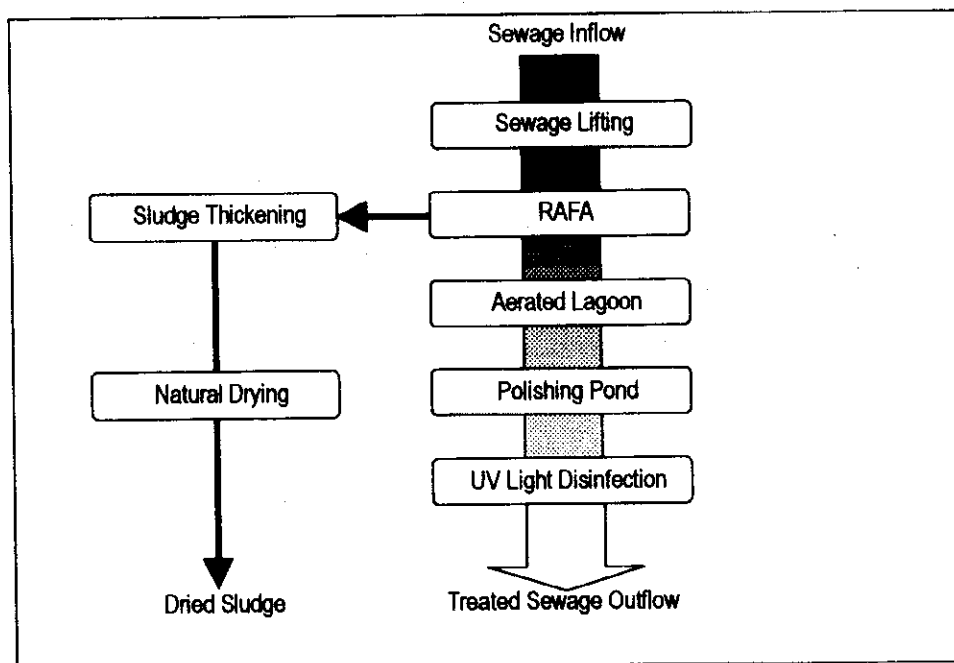 Sewage Inflow
Sewage Lifting
Sludge Thickening
RAFA
Aerated Lagoon
Natural Drying
Polishing Pond
UV Light Disinfection
Dried Sludge
Treated Sewage Outflow